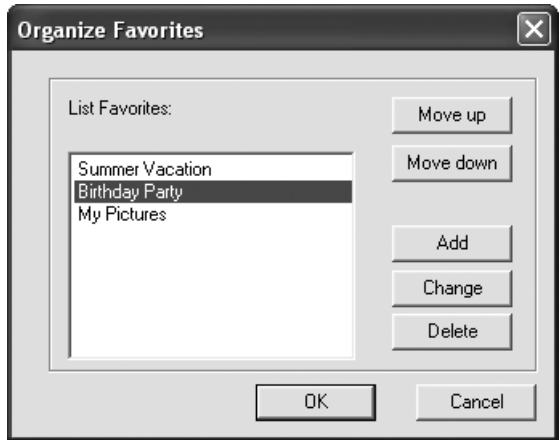 Organize Favorites
List Favorites:
Move up
Move down
Summer Vacation
Birthday Party
My Pictures
Add
Change
Delete
OK
Cancel